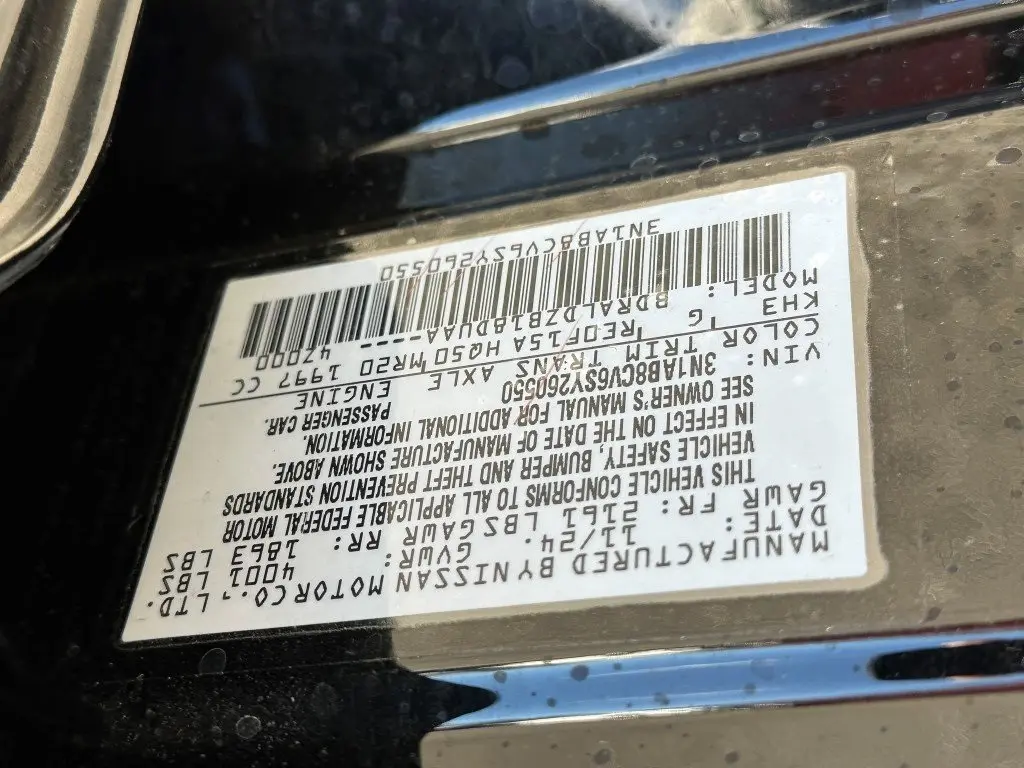 MANUFACTURED BY NISSAN MOTOR CO., LTD.
DATE: 11/24 GVWR: 4001 LBS
GAWR FR: 2161 LBS. GAWR RR: 1863 LBS
THIS VEHICLE CONFORMS TO ALL APPLICABLE FEDERAL MOTOR
VEHICLE SAFETY, BUMPER AND THEFT PREVENTION STANDARDS
IN EFFECT ON THE DATE OF MANUFACTURE SHOWN ABOVE.
SEE OWNER'S MANUAL FOR ADDITIONAL INFORMATION.
VIN: 3N1AB8CV6SY260550 PASSENGER CAR.
COLOR TRIM TRANS AXLE ENGINE
KH3 G RE0F15A HQ50 MR20 1997 CC
MODEL: BDRALDZB18DUAA---- 47000
3N1AB8CV6SY260550